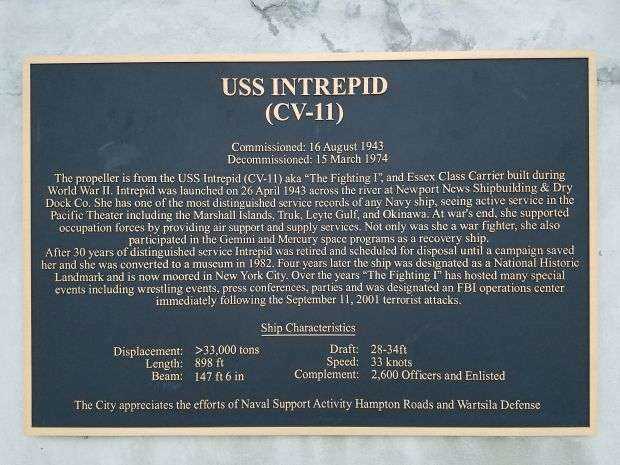 USS INTREPID
(CV-11)
Commissioned: 16 August 1943
Decommissioned: 15 March 1974
The propeller is from the USS Intrepid (CV-11) aka "The Fighting I", and Essex Class Carrier built during
World War II. Intrepid was launched on 26 April 1943 across the river at Newport News Shipbuilding & Dry
Dock Co. She has one of the most distinguished service records of any Navy ship, seeing active service in the
Pacific Theater including the Marshall Islands, Truk, Leyte Gulf, and Okinawa. At war's end, she supported
occupation forces by providing air support and supply services. Not only was she a war fighter, she also
participated in the Gemini and Mercury space programs as a recovery ship.
After 30 years of distinguished service Intrepid was retired and scheduled for disposal until a campaign saved
her and she was converted to a museum in 1982. Four years later the ship was designated as a National Historic
Landmark and is now moored in New York City. Over the years "The Fighting I" has hosted many special
events including wrestling events, press conferences, parties and was designated an FBI operations center
immediately following the September 11, 2001 terrorist attacks.
Ship Characteristics
Displacement: >33,000 tons Draft: 28-34ft
Length: 898 ft Speed: 33 knots
Beam: 147 ft 6 in Complement: 2,600 Officers and Enlisted
The City appreciates the efforts of Naval Support Activity Hampton Roads and Wartsila Defense